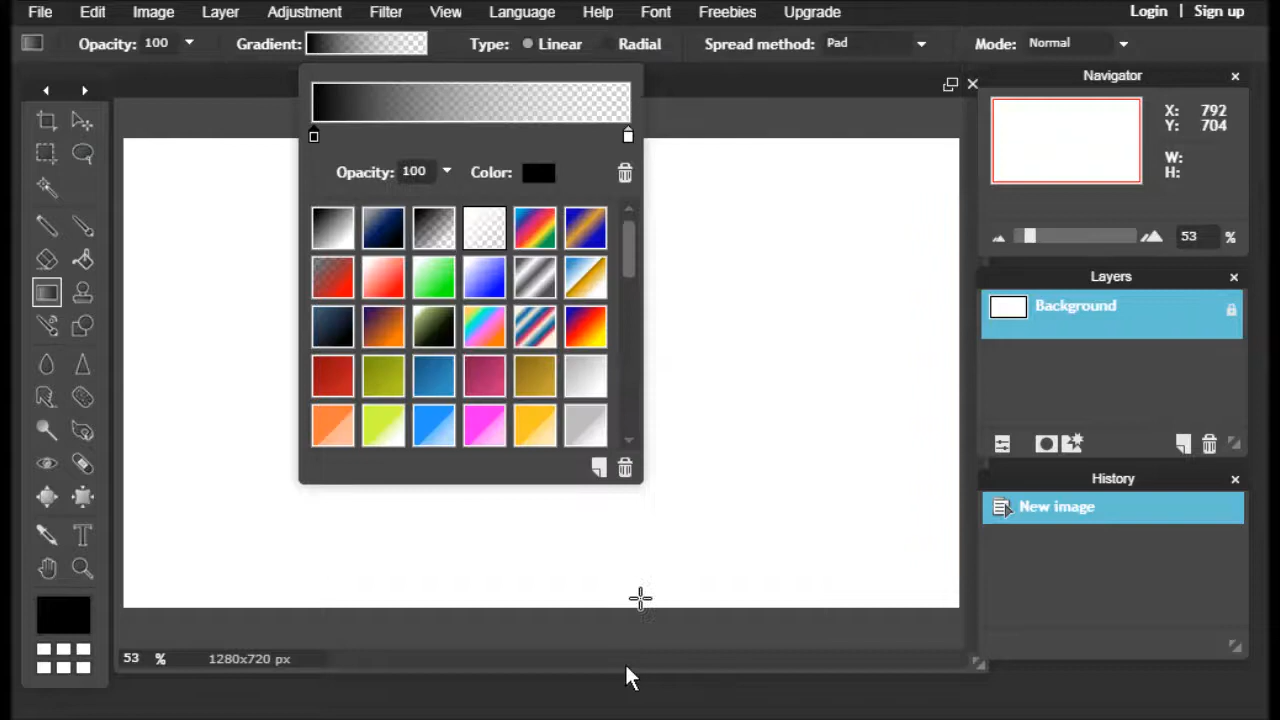 File Edit Image Layer Adjustment Filter View Language Help Font Freebies Upgrade Login | Sign up
Opacity: 100 Gradient: Type: Linear Radial Spread method: Pad Mode: Normal
Navigator
X: 792
Y: 704
W:
H:
53 %
Opacity: 100 Color:
Layers
Background
History
New image
T
53 % 1280x720 px